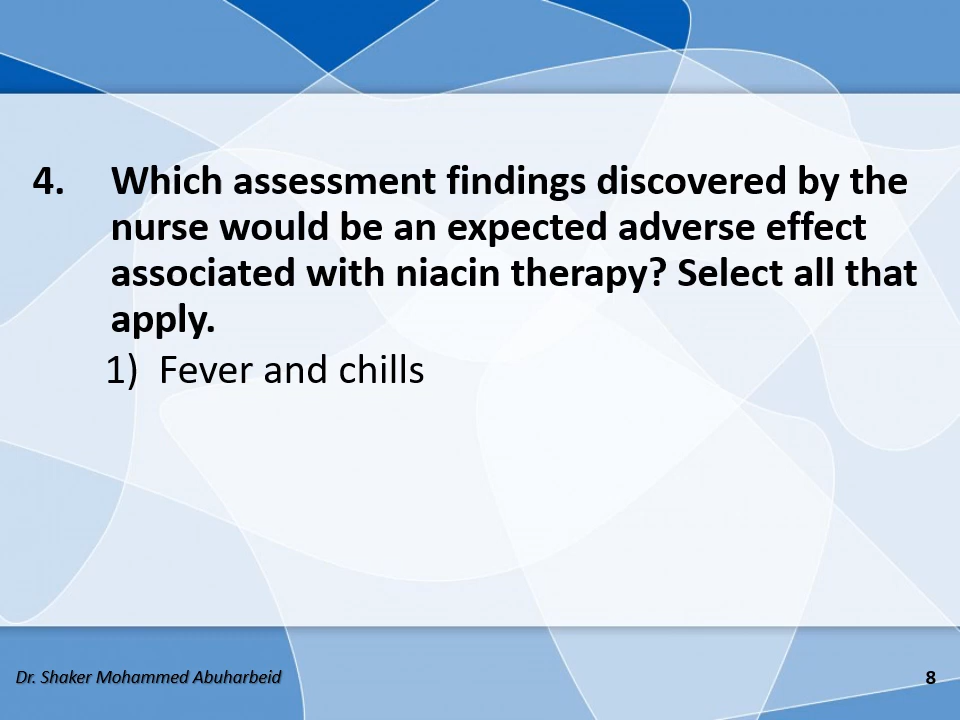 4. Which assessment findings discovered by the
nurse would be an expected adverse effect
associated with niacin therapy? Select all that
apply.
1) Fever and chills
Dr. Shaker Mohammed Abuharbeid
8